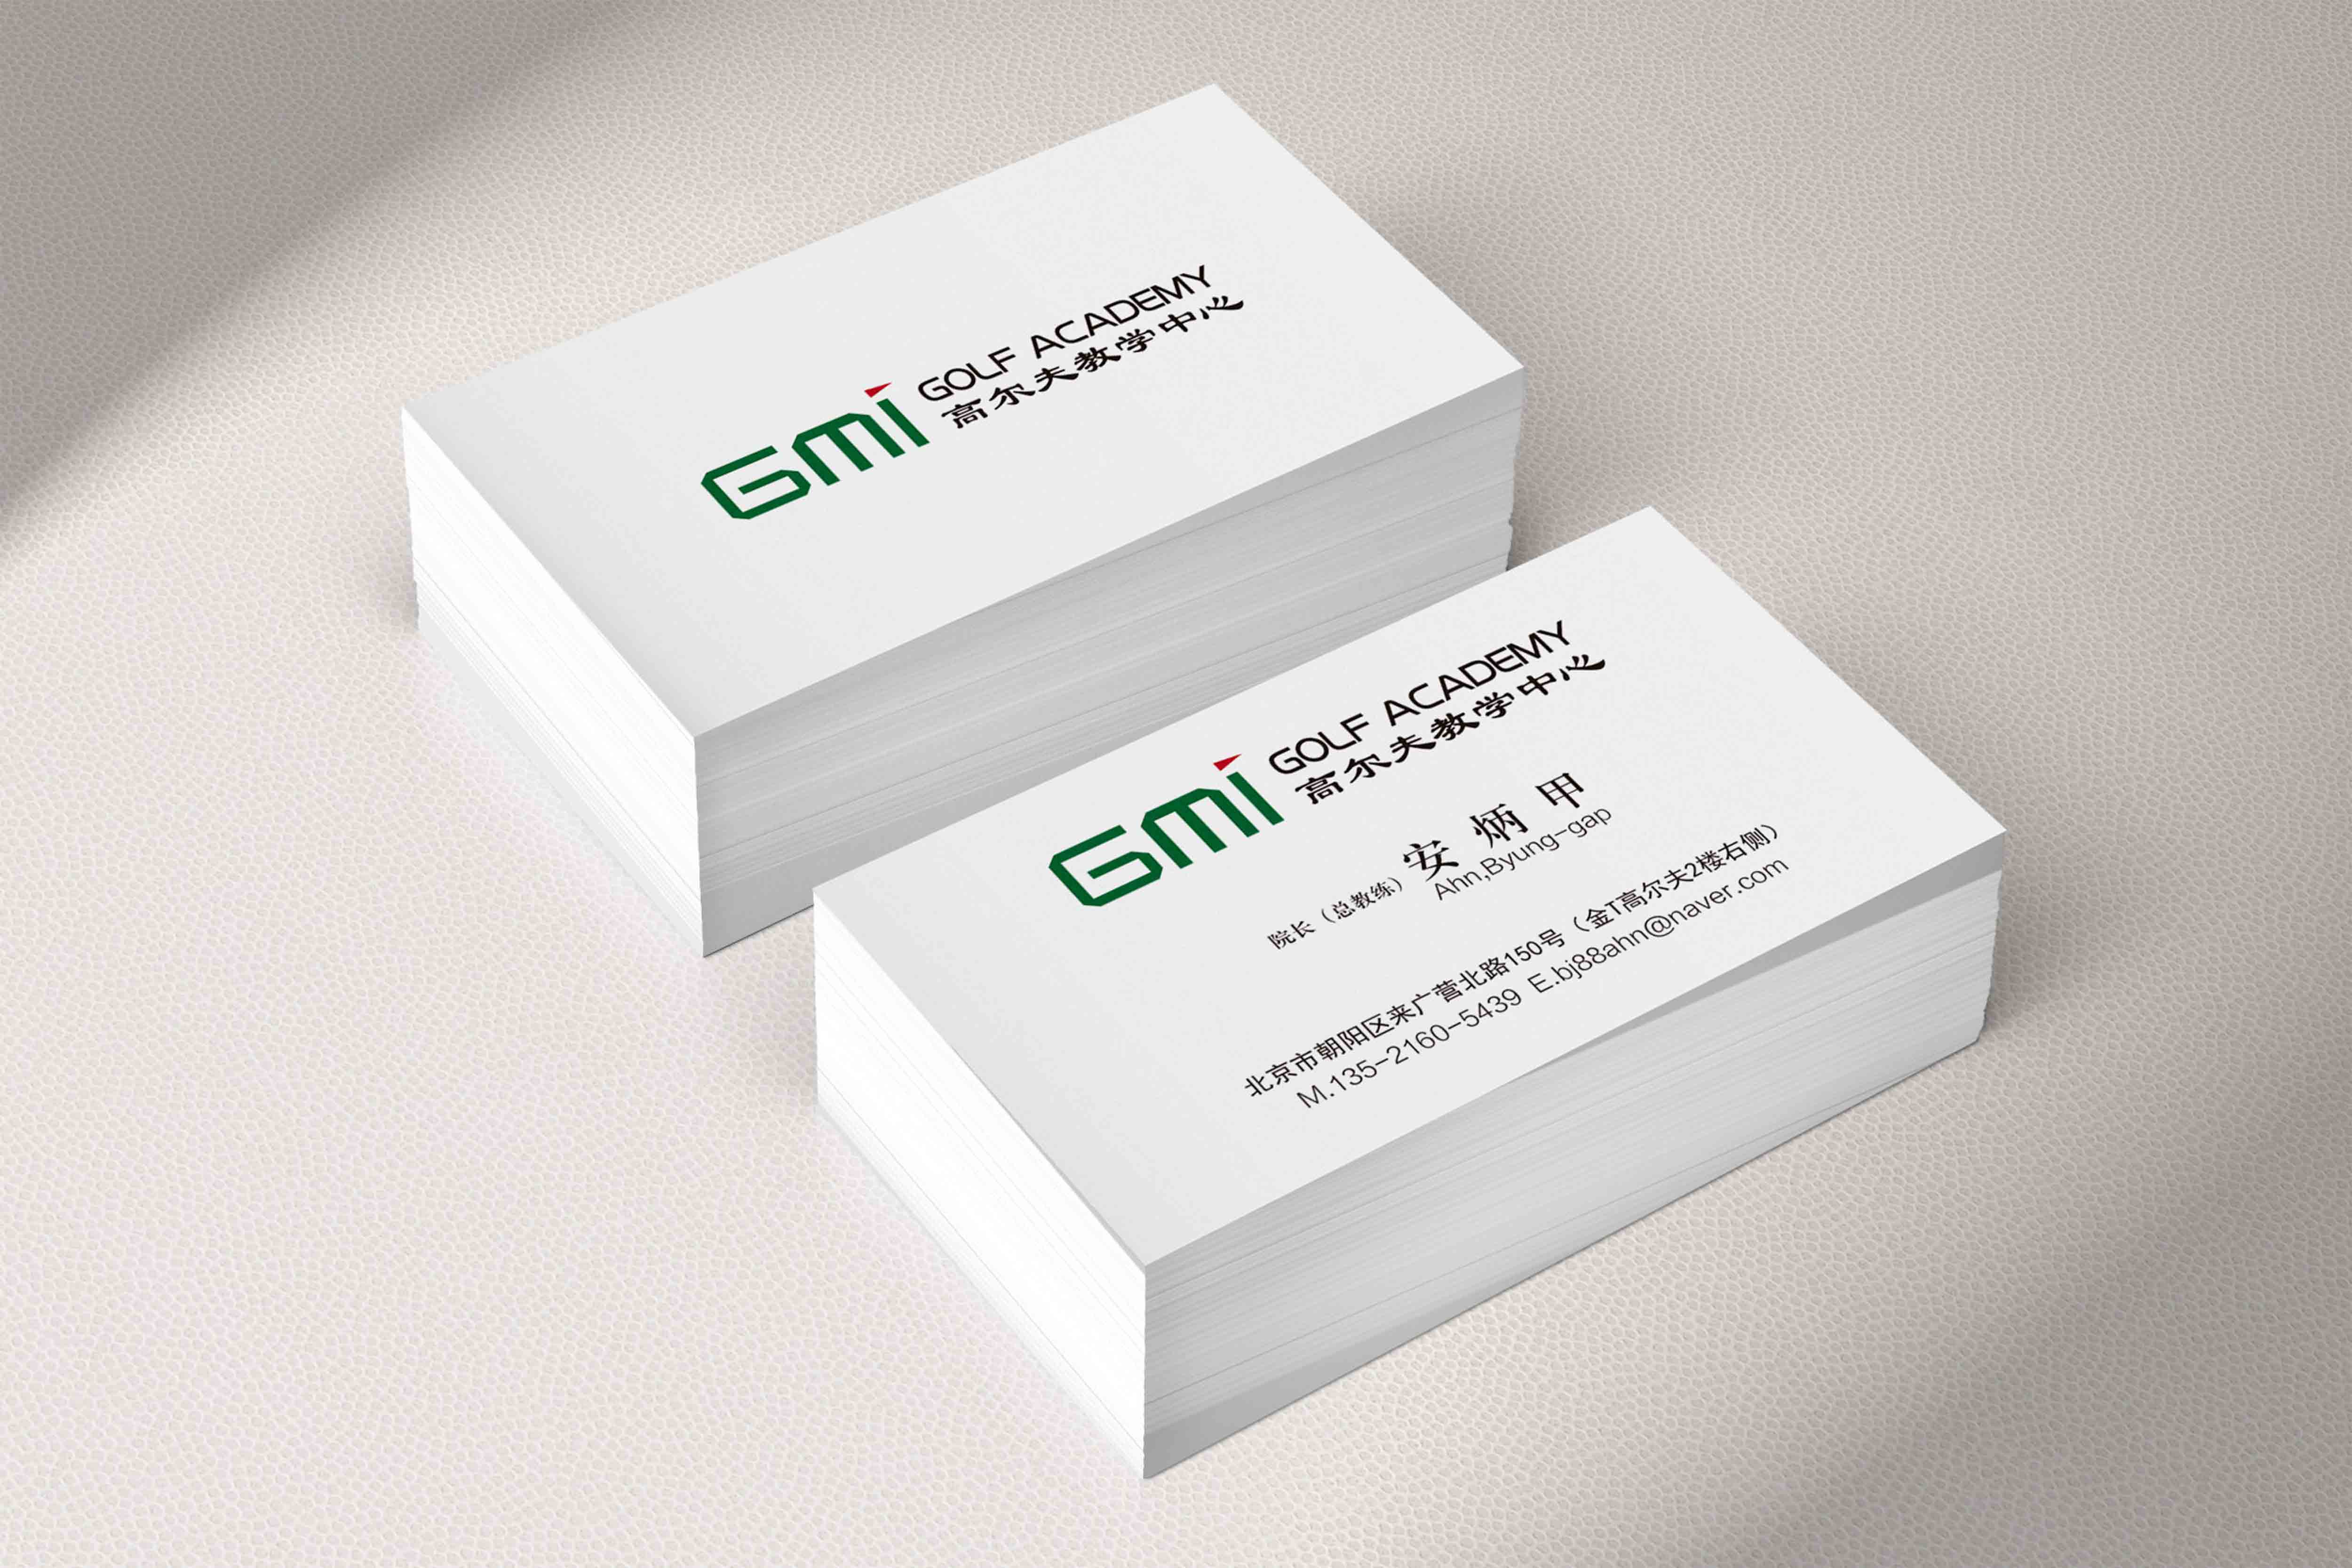 GMI
GOLF ACADEMY
高尔夫教学中心
GMI
GOLF ACADEMY
高尔夫教学中心
院长（总教练） 安炳甲
Ahn,Byung-gap
北京市朝阳区来广营北路150号（金T高尔夫2楼右侧）
M.135-2160-5439 E.bj88ahn@naver.com